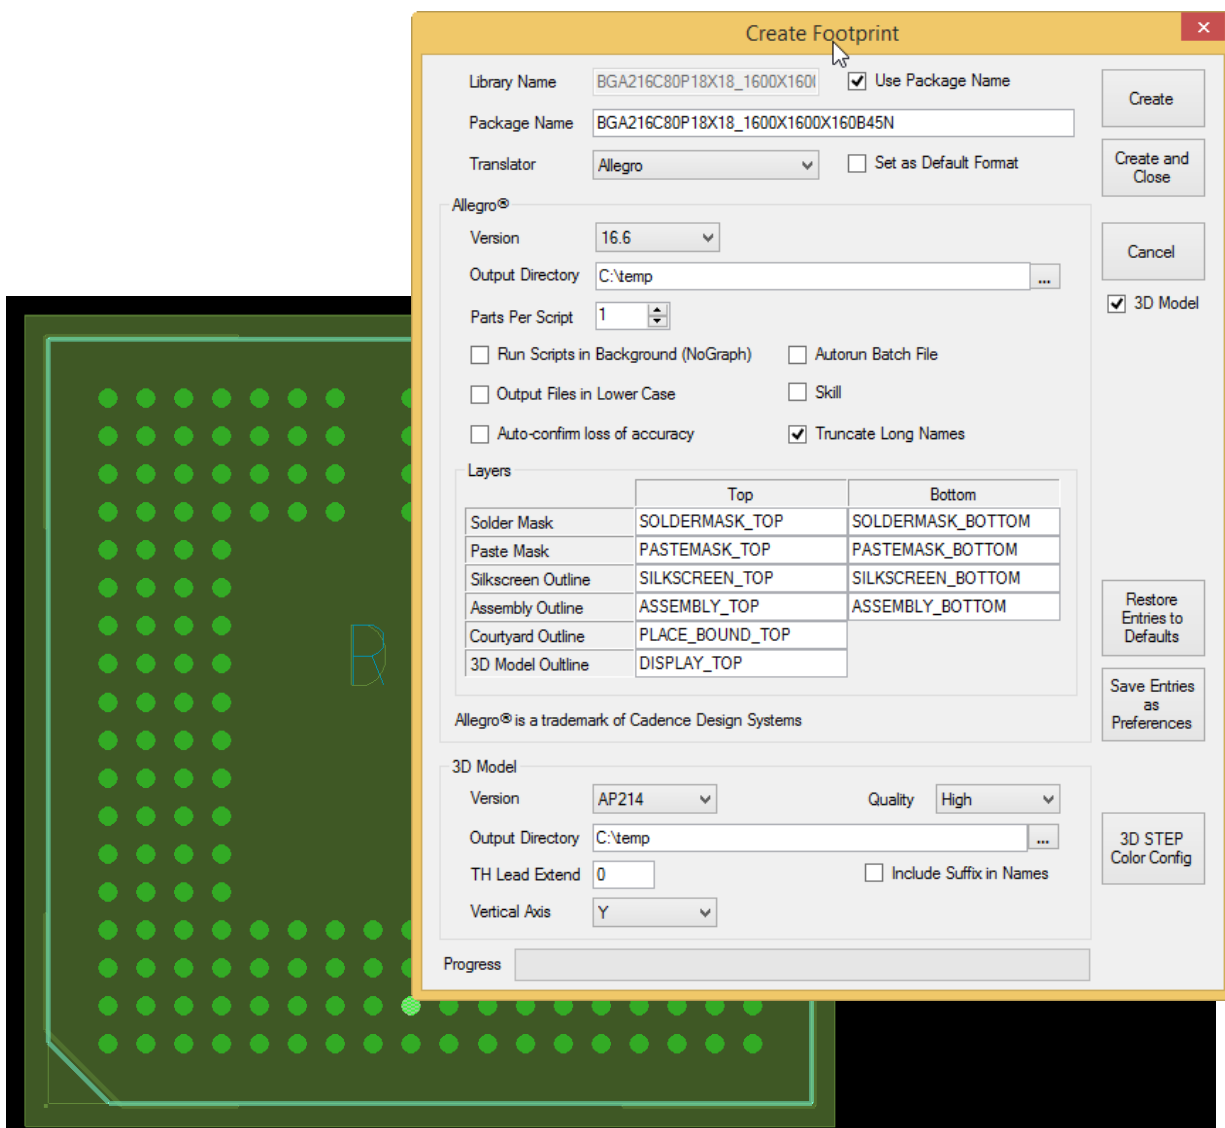 Create Footprint
Library Name BGA216C80P18X18_1600X160 Use Package Name
Create
Package Name BGA216C80P18X18_1600X1600X160B45N
Translator Allegro Set as Default Format
Create and
Close
Allegro®
Version 16.6
Cancel
Output Directory C:\temp ...
3D Model
Parts Per Script 1
Run Scripts in Background (NoGraph) Autorun Batch File
Output Files in Lower Case Skill
Auto-confirm loss of accuracy Truncate Long Names
Layers
Top Bottom
Solder Mask SOLDERMASK_TOP SOLDERMASK_BOTTOM
Paste Mask PASTEMASK_TOP PASTEMASK_BOTTOM
Silkscreen Outline SILKSCREEN_TOP SILKSCREEN_BOTTOM
Assembly Outline ASSEMBLY_TOP ASSEMBLY_BOTTOM
Courtyard Outline PLACE_BOUND_TOP
3D Model Oultline DISPLAY_TOP
Restore
Entries to
Defaults
Save Entries
as
Preferences
Allegro® is a trademark of Cadence Design Systems
3D Model
Version AP214 Quality High
Output Directory C:\temp ...
3D STEP
Color Config
TH Lead Extend 0 Include Suffix in Names
Vertical Axis Y
Progress